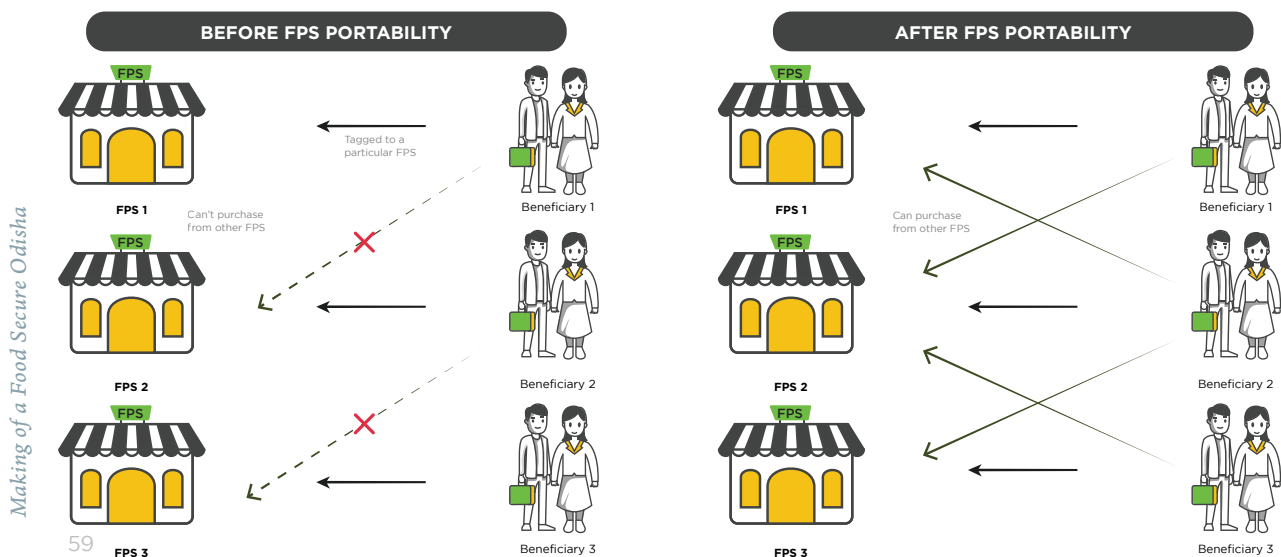 BEFORE FPS PORTABILITY
FPS
Tagged to a
particular FPS
FPS 1
Beneficiary 1
Can't purchase
from other FPS
FPS
FPS 2
Beneficiary 2
FPS
FPS 3
Beneficiary 3
AFTER FPS PORTABILITY
FPS
FPS 1
Beneficiary 1
Can purchase
from other FPS
FPS
FPS 2
Beneficiary 2
FPS
FPS 3
Beneficiary 3
Making of a Food Secure Odisha
59